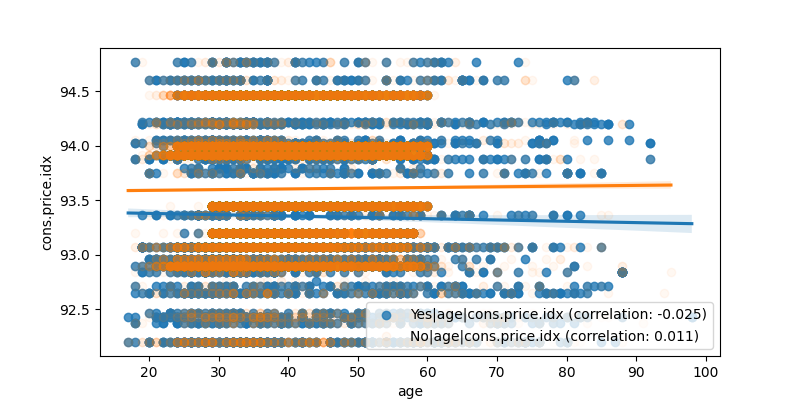 94.5
94.0
93.5
93.0
92.5
cons.price.idx
Yes|age|cons.price.idx (correlation: -0.025)
No|age|cons.price.idx (correlation: 0.011)
20 30 40 50 60 70 80 90 100
age